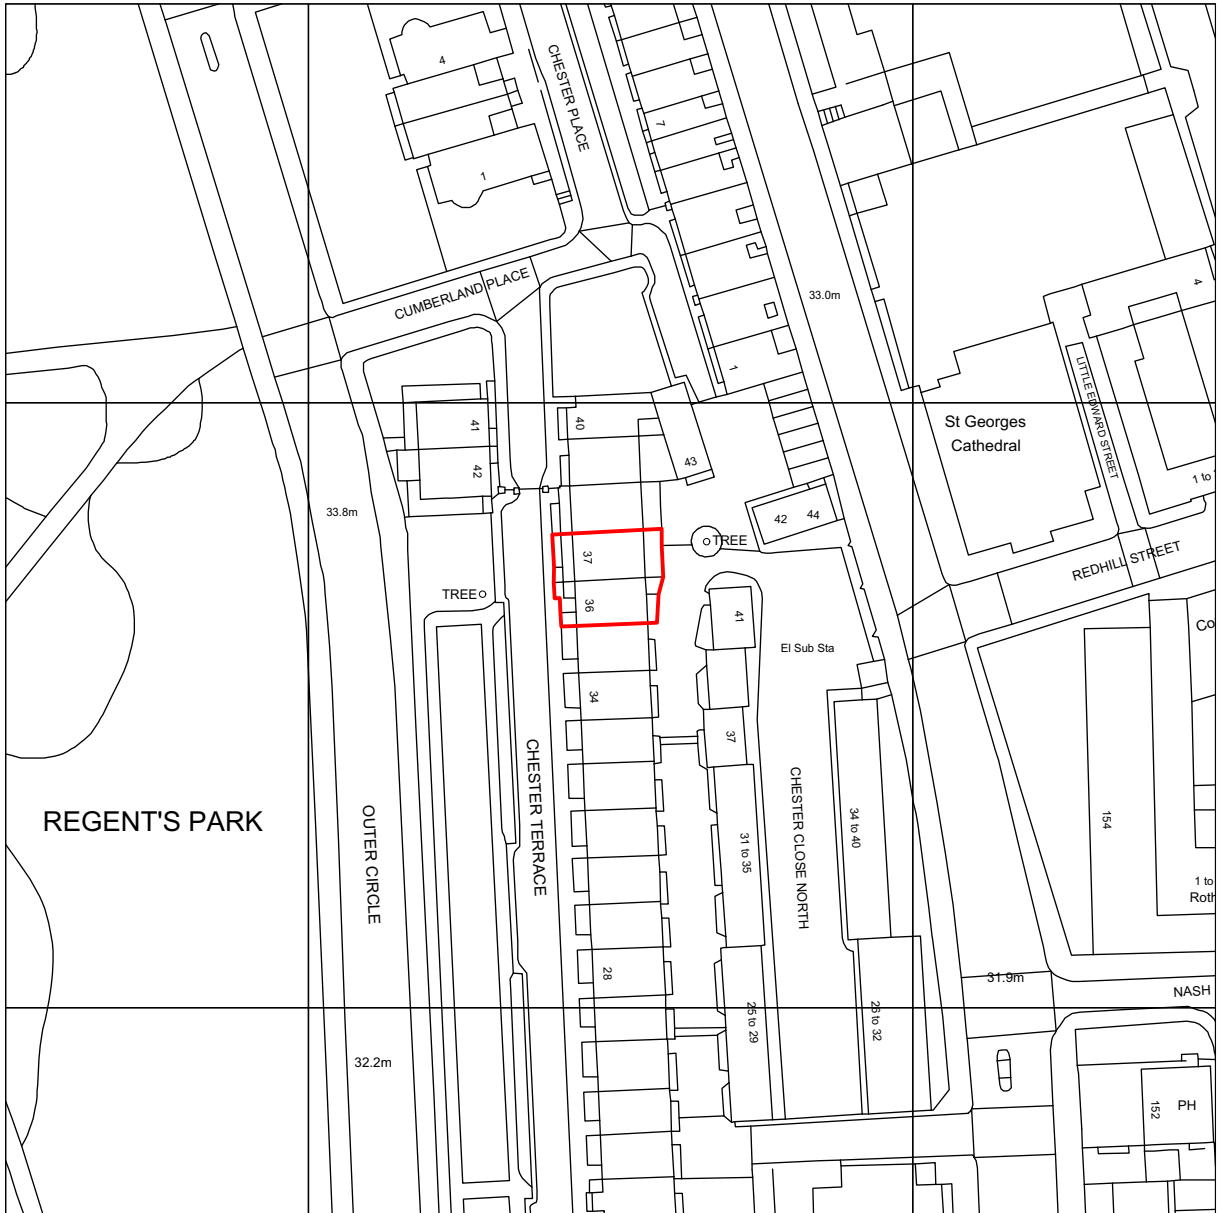 4
CHESTER PLACE
7
1
CUMBERLAND PLACE
33.0m
4
1
LITTLE EDWARD STREET
St Georges
Cathedral
41
40
42
43
1 to
33.8m
42
44
TREE
37
REDHILL STREET
TREE
36
41
Co
El Sub Sta
34
37
CHESTER TERRACE
CHESTER CLOSE NORTH
REGENT'S PARK
OUTER CIRCLE
31 to 35
34 to 40
154
1 to
Roth
28
31.9m
NASH
25 to 29
26 to 32
32.2m
152
PH